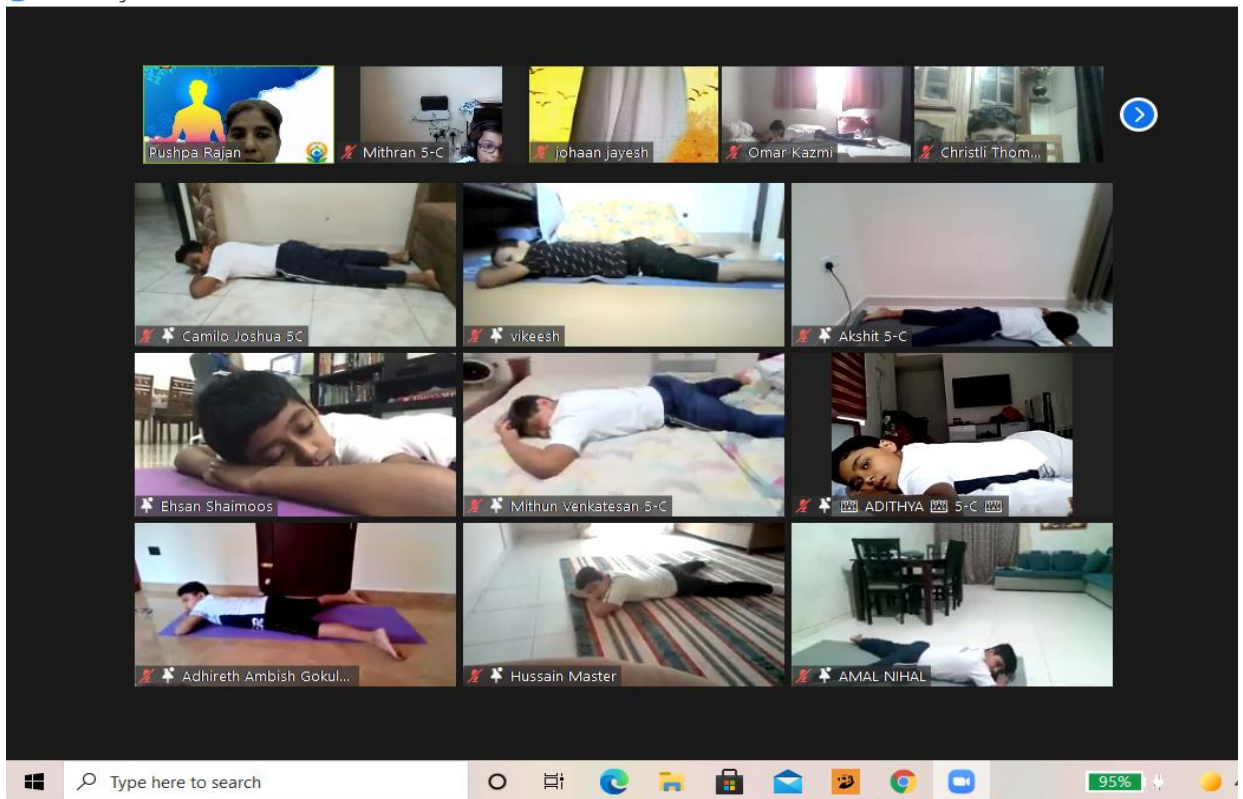 Pushpa Rajan
Mithran 5-C
johaan jayesh
Omar Kazmi
Christli Thom...
Camilo Joshua 5C
vikeesh
Akshit 5-C
Ehsan Shaimoos
Mithun Venkatesan 5-C
ADITHYA 5-C
Adhireth Ambish Gokul...
Hussain Master
AMAL NIHAL
Type here to search
95%